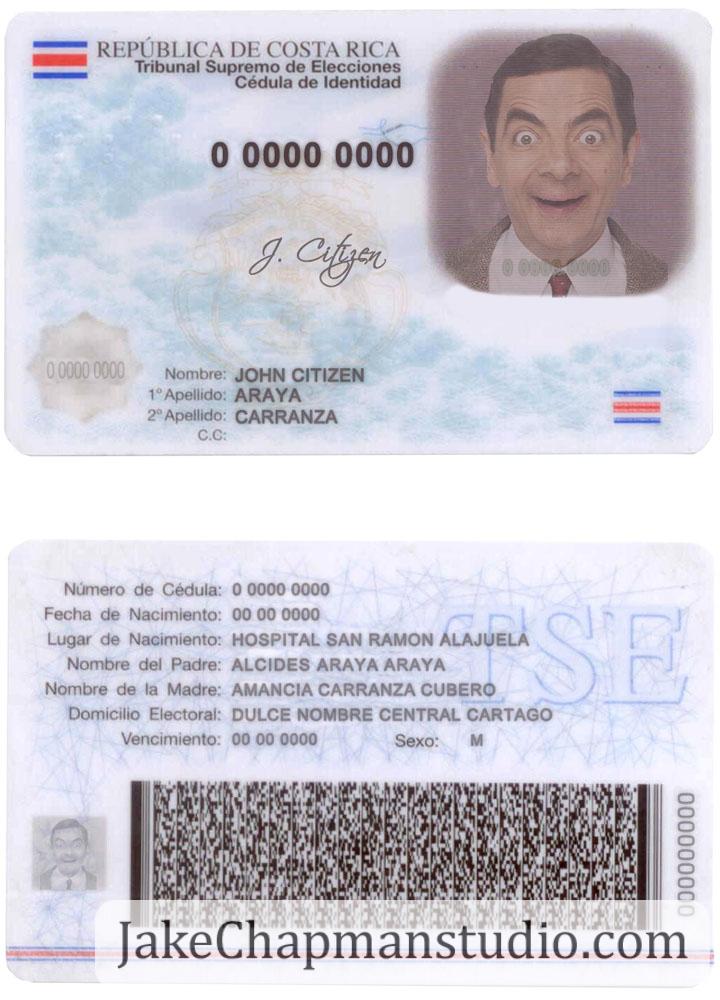 REPÚBLICA DE COSTA RICA
Tribunal Supremo de Elecciones
Cédula de Identidad
0 0000 0000
J. Citizen
0 0000 0000
0 0000 0000
Nombre: JOHN CITIZEN
1º Apellido: ARAYA
2º Apellido: CARRANZA
C.C:
Número de Cédula: 0 0000 0000
Fecha de Nacimiento: 00 00 0000
Lugar de Nacimiento: HOSPITAL SAN RAMON ALAJUELA
Nombre del Padre: ALCIDES ARAYA ARAYA
Nombre de la Madre: AMANCIA CARRANZA CUBERO
Domicilio Electoral: DULCE NOMBRE CENTRAL CARTAGO
Vencimiento: 00 00 0000 Sexo: M
TSE
000000000
JakeChapmanstudio.com